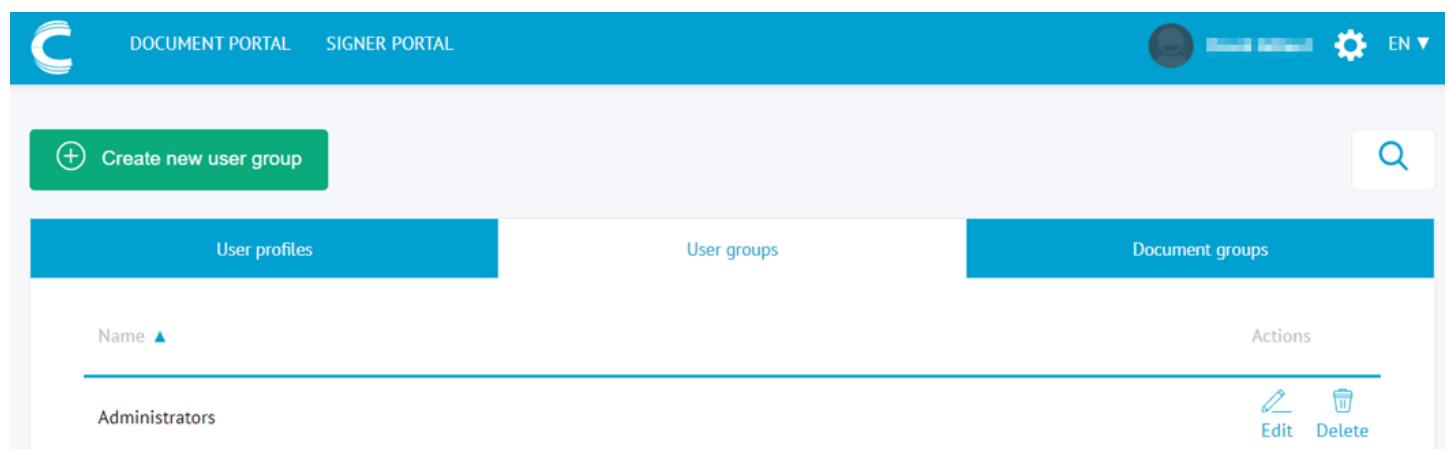 DOCUMENT PORTAL SIGNER PORTAL EN ▼
Create new user group
User profiles User groups Document groups
Name ▲ Actions
Administrators
Edit Delete